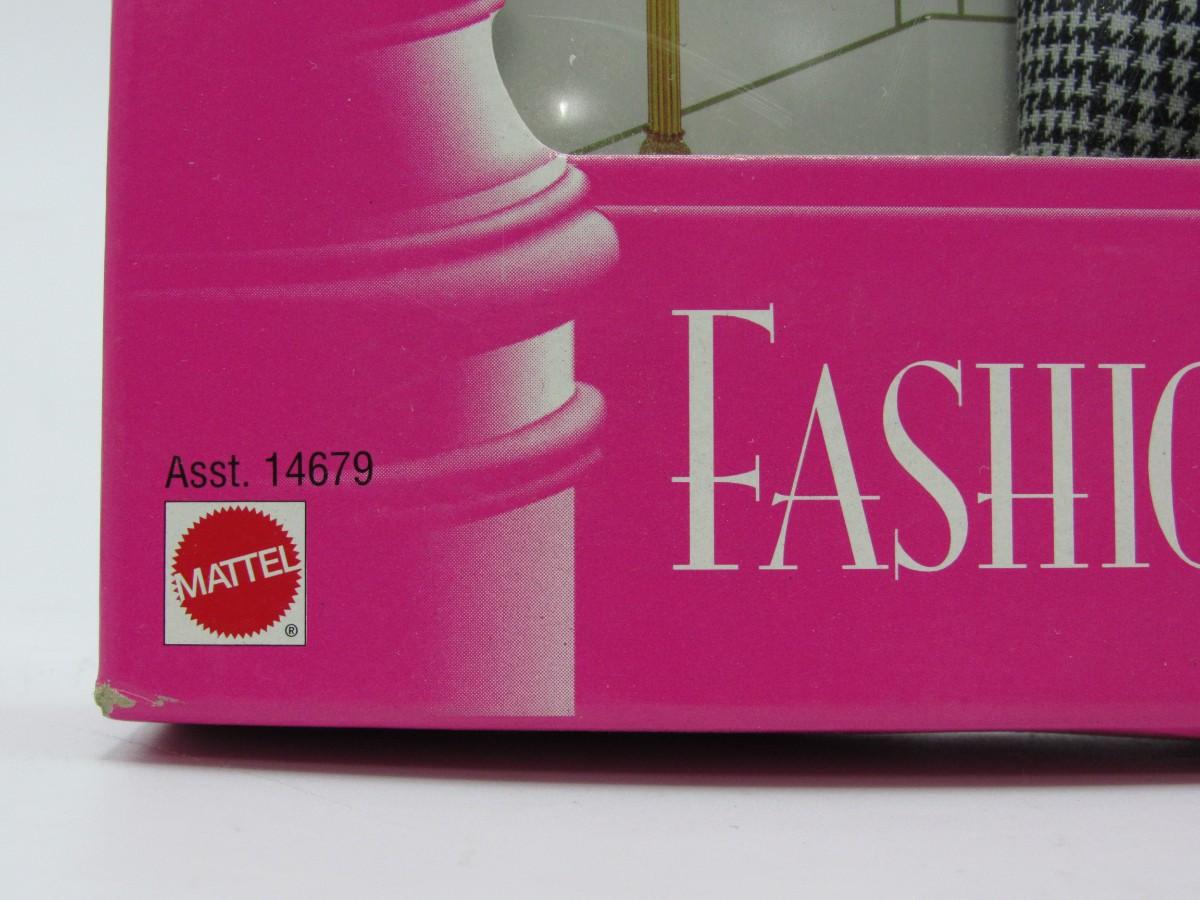 FASHIO
Asst. 14679
MATTEL
®